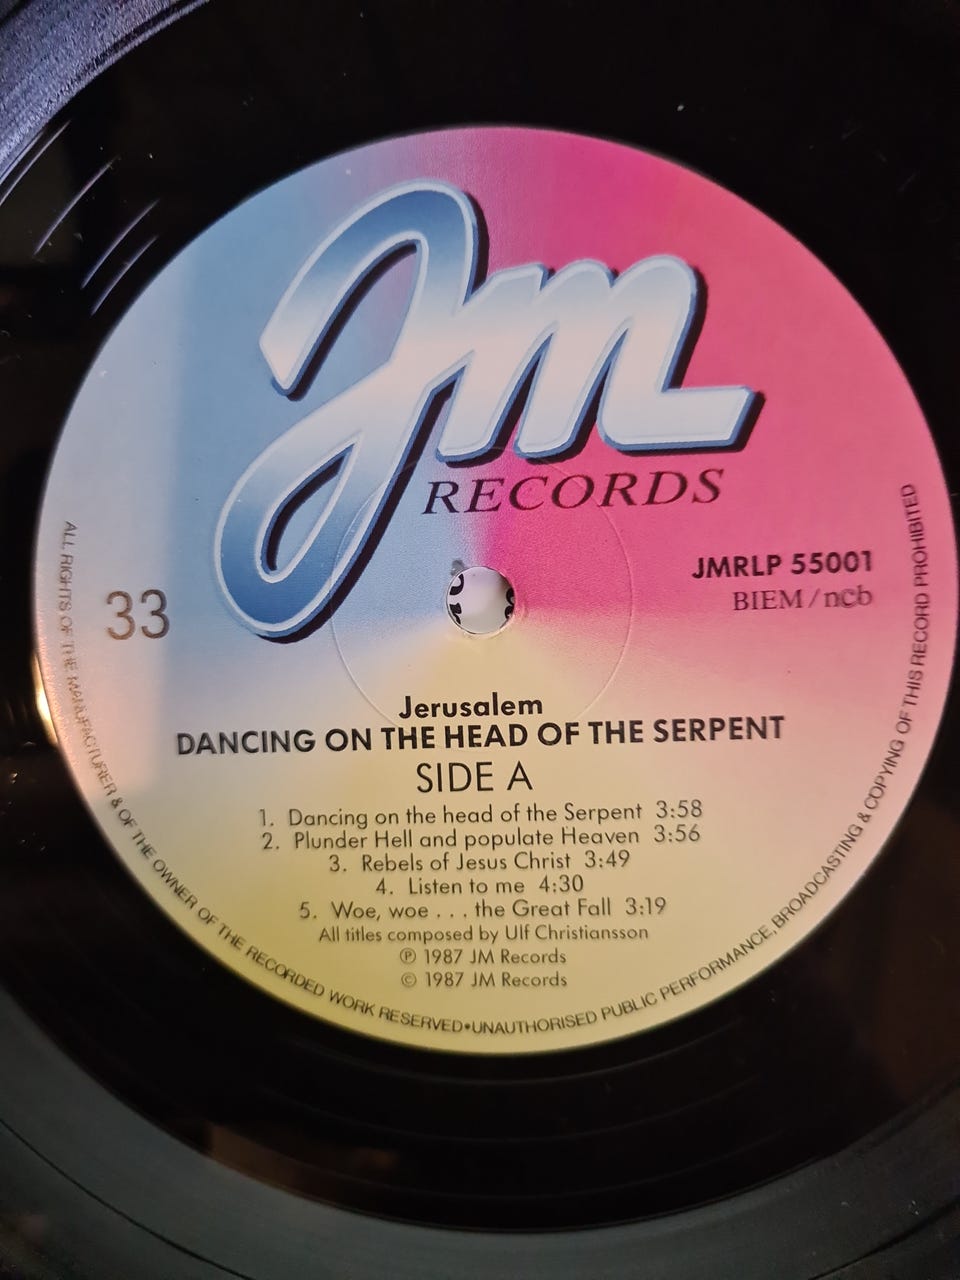 Jm
RECORDS
JMRLP 55001
BIEM/ncb
33
Jerusalem
DANCING ON THE HEAD OF THE SERPENT
SIDE A
1. Dancing on the head of the Serpent 3:58
2. Plunder Hell and populate Heaven 3:56
3. Rebels of Jesus Christ 3:49
4. Listen to me 4:30
5. Woe, woe . . . the Great Fall 3:19
All titles composed by Ulf Christiansson
℗ 1987 JM Records
© 1987 JM Records
ALL RIGHTS OF THE MANUFACTURER & OF THE OWNER OF THE RECORDED WORK RESERVED•UNAUTHORISED PUBLIC PERFORMANCE, BROADCASTING & COPYING OF THIS RECORD PROHIBITED